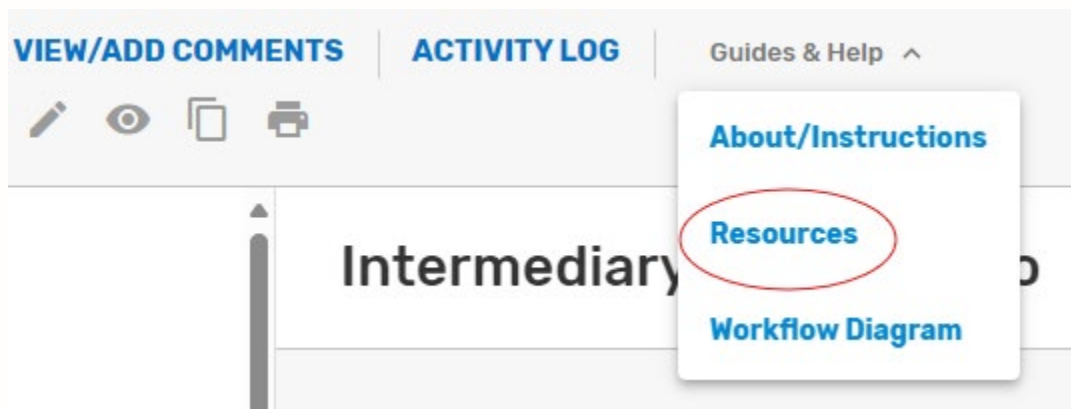 VIEW/ADD COMMENTS ACTIVITY LOG Guides & Help
About/Instructions
Resources
Intermediary
Workflow Diagram